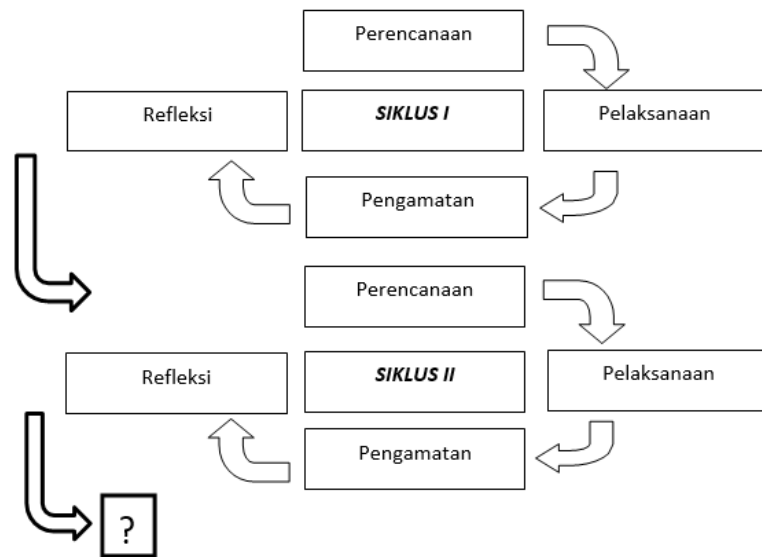 Perencanaan
Refleksi
SIKLUS I
Pelaksanaan
Pengamatan
Perencanaan
Refleksi
SIKLUS II
Pelaksanaan
Pengamatan
?